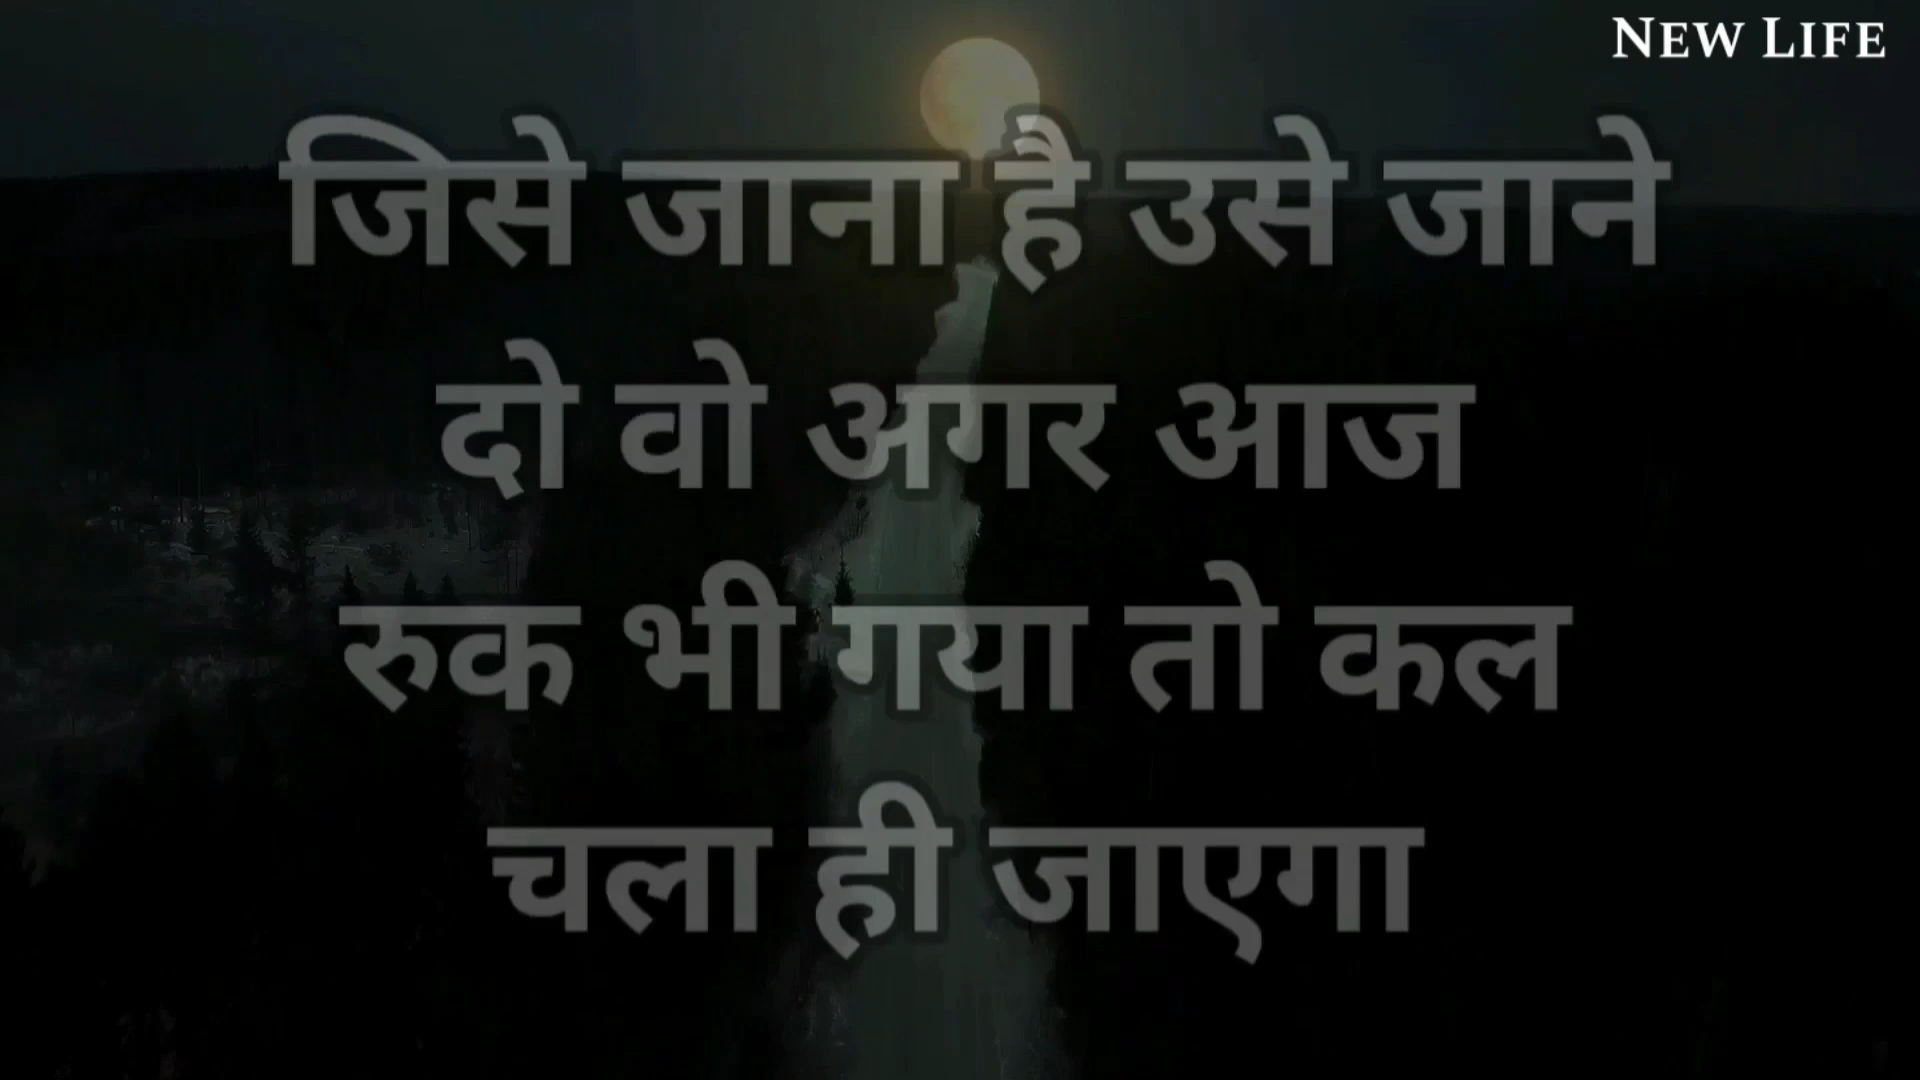 NEW LIFE
जिसे जाना है उसे जाने
दो वो अगर आज
रुक भी गया तो कल
चला ही जाएगा